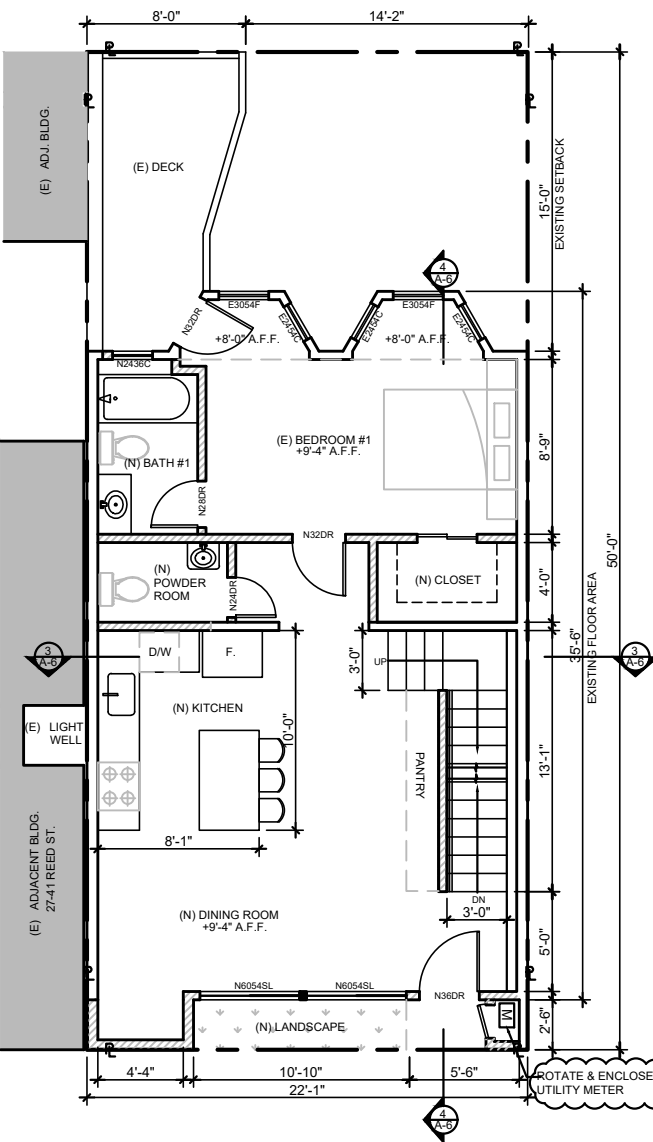 8'-0"
14'-2"
(E) ADJ. BLDG.
(E) DECK
15'-0"
EXISTING SETBACK
4
A-6
E3054F
E3054F
N32DR
E2454C
E2454C
E2454C
+8'-0" A.F.F.
+8'-0" A.F.F.
N2436C
(E) BEDROOM #1
+9'-4" A.F.F.
(N) BATH #1
8'-9"
N28DR
N32DR
50'-0"
(N)
POWDER
ROOM
N24DR
(N) CLOSET
4'-0"
35'-6"
EXISTING FLOOR AREA
3
A-6
D/W
F.
3'-0"
UP
3
A-6
(N) KITCHEN
10'-0"
(E) LIGHT
WELL
PANTRY
13'-1"
8'-1"
(E) ADJACENT BLDG.
27-41 REED ST.
DN
3'-0"
(N) DINING ROOM
+9'-4" A.F.F.
5'-0"
N6054SL
N6054SL
N36DR
(N) LANDSCAPE
M
2'-6"
4'-4"
10'-10"
5'-6"
22'-1"
ROTATE & ENCLOSE
UTILITY METER
4
A-6